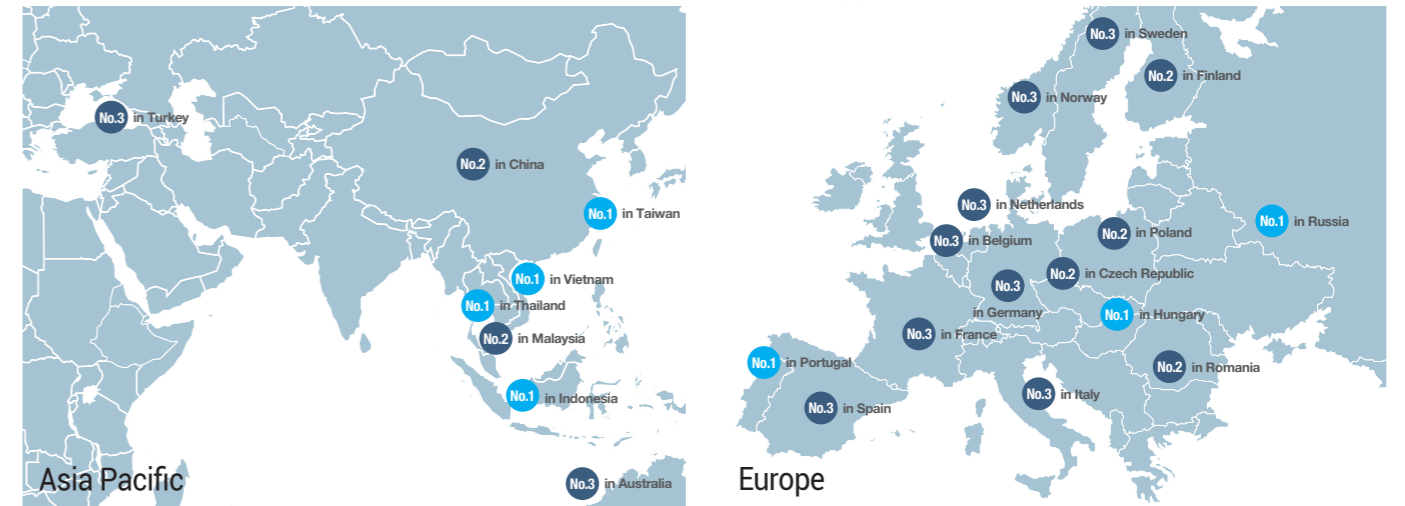 No.3 in Turkey
No.2 in China
No.1 in Taiwan
No.1 in Vietnam
No.1 in Thailand
No.2 in Malaysia
No.1 in Indonesia
No.3 in Australia
Asia Pacific
No.3 in Sweden
No.2 in Finland
No.3 in Norway
No.3 in Netherlands
No.1 in Russia
No.2 in Poland
No.3 in Belgium
No.2 in Czech Republic
No.3
in Germany
No.1 in Hungary
No.3 in France
No.1 in Portugal
No.2 in Romania
No.3 in Italy
No.3 in Spain
Europe